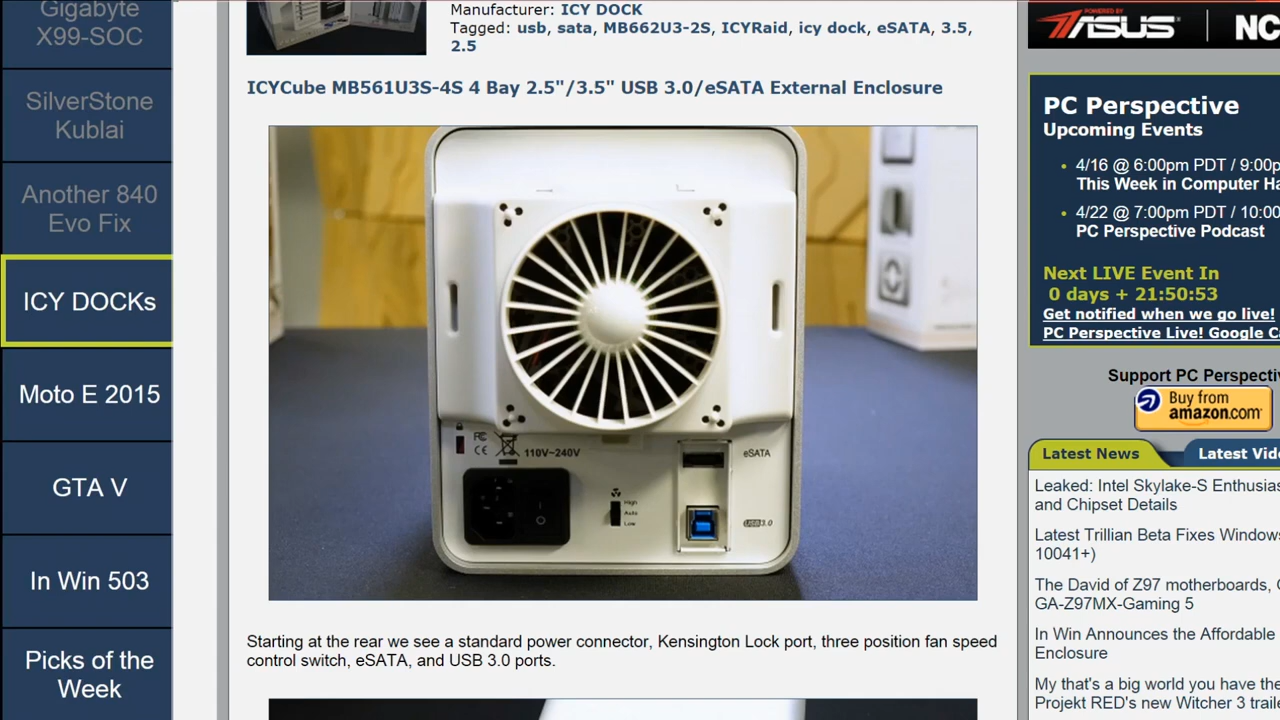 Gigabyte
X99-SOC
SilverStone
Kublai
Another 840
Evo Fix
ICY DOCKs
Moto E 2015
GTA V
In Win 503
Picks of the
Week
Manufacturer: ICY DOCK
Tagged: usb, sata, MB662U3-2S, ICYRaid, icy dock, eSATA, 3.5,
2.5
ICYCube MB561U3S-4S 4 Bay 2.5"/3.5" USB 3.0/eSATA External Enclosure
FC
CE
110V~240V
High
Auto
Low
eSATA
USB3.0
Starting at the rear we see a standard power connector, Kensington Lock port, three position fan speed
control switch, eSATA, and USB 3.0 ports.
POWERED BY
ASUS
NC
PC Perspective
Upcoming Events
4/16 @ 6:00pm PDT / 9:00p
This Week in Computer Ha
4/22 @ 7:00pm PDT / 10:00
PC Perspective Podcast
Next LIVE Event In
0 days + 21:50:53
Get notified when we go live!
PC Perspective Live! Google C
Support PC Perspectiv
Buy from
amazon.com
Latest News
Latest Vide
Leaked: Intel Skylake-S Enthusias
and Chipset Details
Latest Trillian Beta Fixes Windows
10041+)
The David of Z97 motherboards, G
GA-Z97MX-Gaming 5
In Win Announces the Affordable
Enclosure
My that's a big world you have the
Projekt RED's new Witcher 3 traile